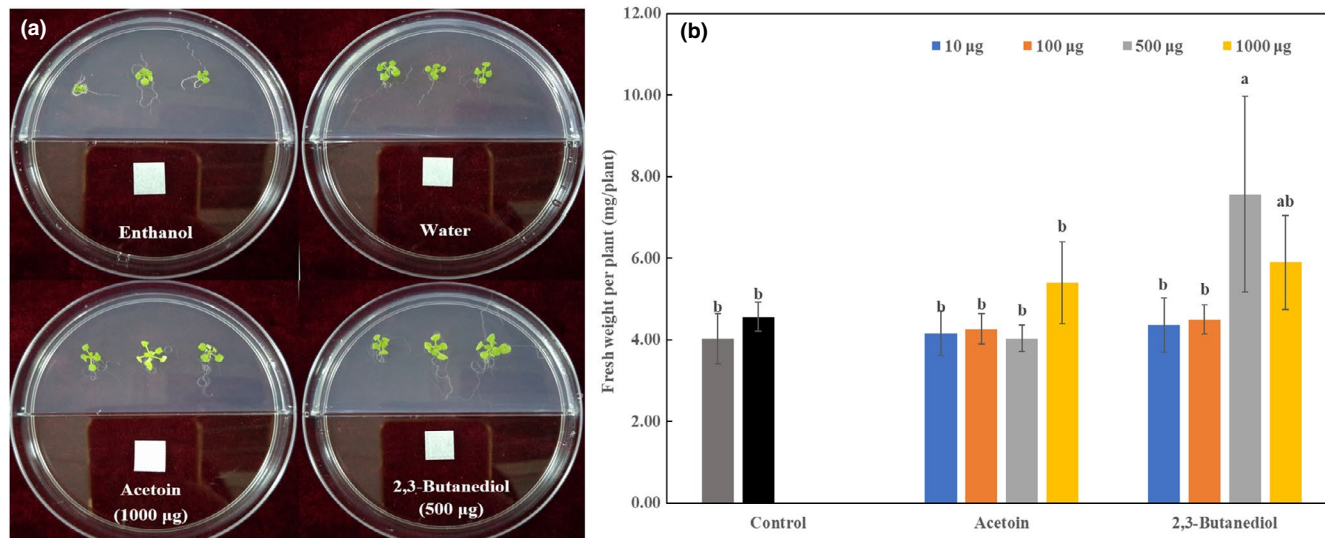 (a)
Enthanol
Water
Acetoin
(1000 µg)
2,3-Butanediol
(500 µg)
(b)
10 µg
100 µg
500 µg
1000 µg
Fresh weight per plant (mg/plant)
12.00
10.00
8.00
6.00
4.00
2.00
0.00
b
b
b
b
b
b
b
b
a
ab
Control
Acetoin
2,3-Butanediol